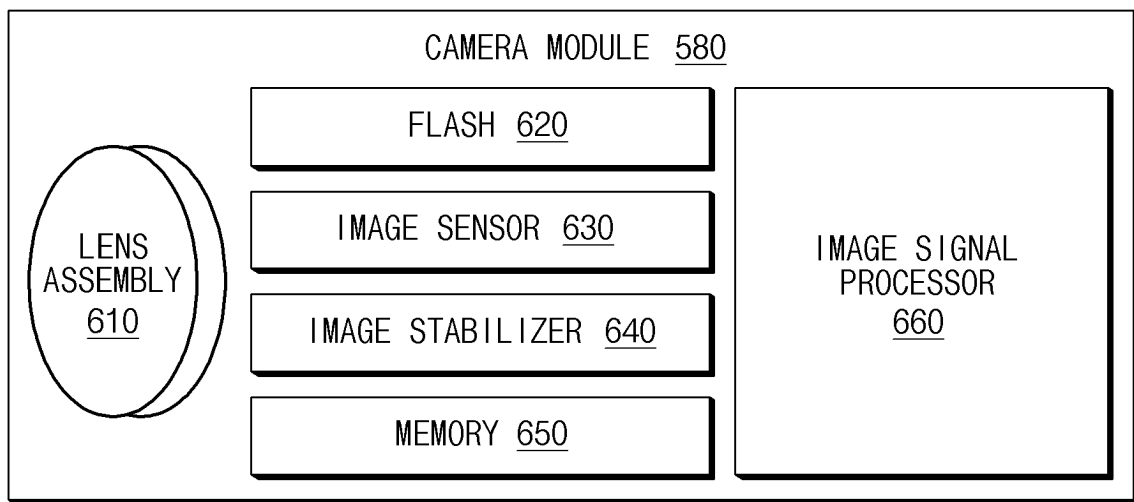 CAMERA MODULE 580
FLASH 620
IMAGE SENSOR 630
IMAGE STABILIZER 640
MEMORY 650
LENS
ASSEMBLY
610
IMAGE SIGNAL
PROCESSOR
660